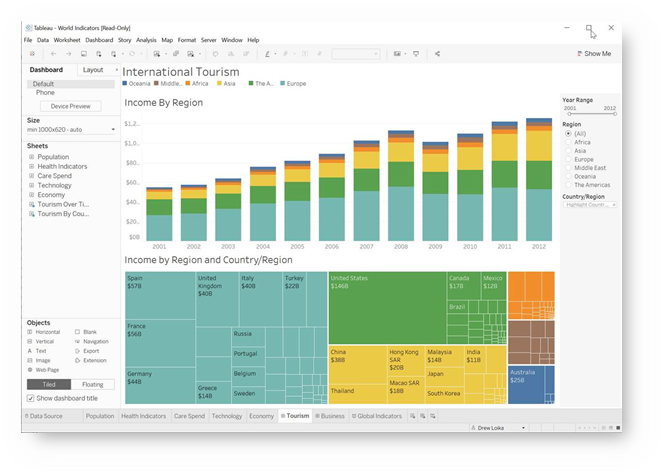 Tableau - World Indicators [Read-Only]
File Data Worksheet Dashboard Story Analysis Map Format Server Window Help
Show Me
Dashboard Layout
Default
Phone
Device Preview
Size
min 1000x620 - auto
Sheets
Population
Health Indicators
Care Spend
Technology
Economy
Tourism Over Ti...
Tourism By Cou...
Objects
Horizontal Blank
Vertical Navigation
A Text Export
Image Extension
Web Page
Tiled Floating
Show dashboard title
International Tourism
Oceania Middle.. Africa Asia The A.. Europe
Income By Region
$1.2..
$1.0..
$.80
$.60
$.40
$.20
$0B
2001 2002 2003 2004 2005 2006 2007 2008 2009 2010 2011 2012
Income by Region and Country/Region
Spain
$57B
France
$56B
Germany
$44B
United
Kingdom
$40B
Greece
$14B
Italy
$40B
Turkey
$22B
Russia
Portugal
Belgium
Sweden
United States
$146B
Canada
$17B
Mexico
$12B
Brazil
China
$38B
Thailand
Hong Kong
SAR
$20B
Macao SAR
$18B
Malaysia
$14B
India
$11B
Japan
South Korea
Australia
$25B
Year Range
2001 2012
Region
(All)
Africa
Asia
Europe
Middle East
Oceania
The Americas
Country/Region
Highlight Countr...
Data Source Population Health Indicators Care Spend Technology Economy Tourism Business Global Indicators
Drew Loika